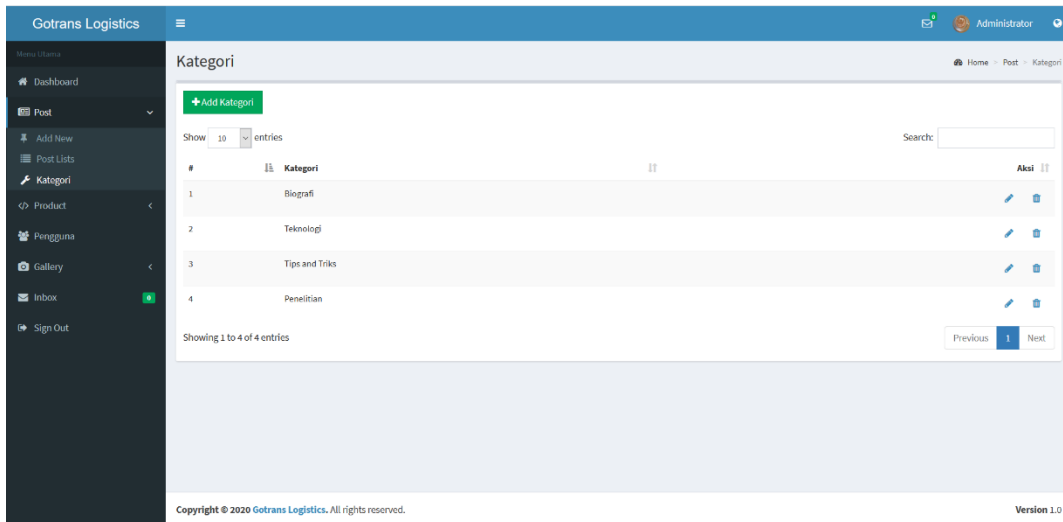 Gotrans Logistics
0
Administrator
Menu Utama
Kategori
Home > Post > Kategori
Dashboard
Post
Add New
Post Lists
Kategori
Product
Pengguna
Gallery
Inbox 0
Sign Out
Add Kategori
Show 10 entries
Search:
# Kategori Aksi
1 Biografi
2 Teknologi
3 Tips and Triks
4 Penelitian
Showing 1 to 4 of 4 entries
Previous 1 Next
Copyright © 2020 Gotrans Logistics. All rights reserved.
Version 1.0